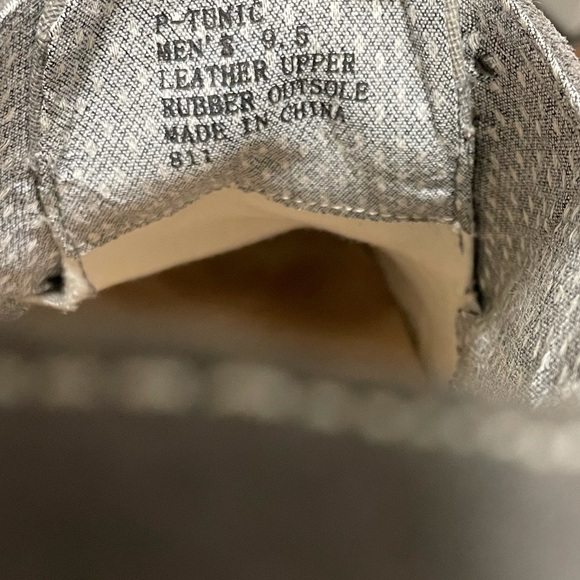 P-TUNIC
MEN'S 9.5
LEATHER UPPER
RUBBER OUTSOLE
MADE IN CHINA
811